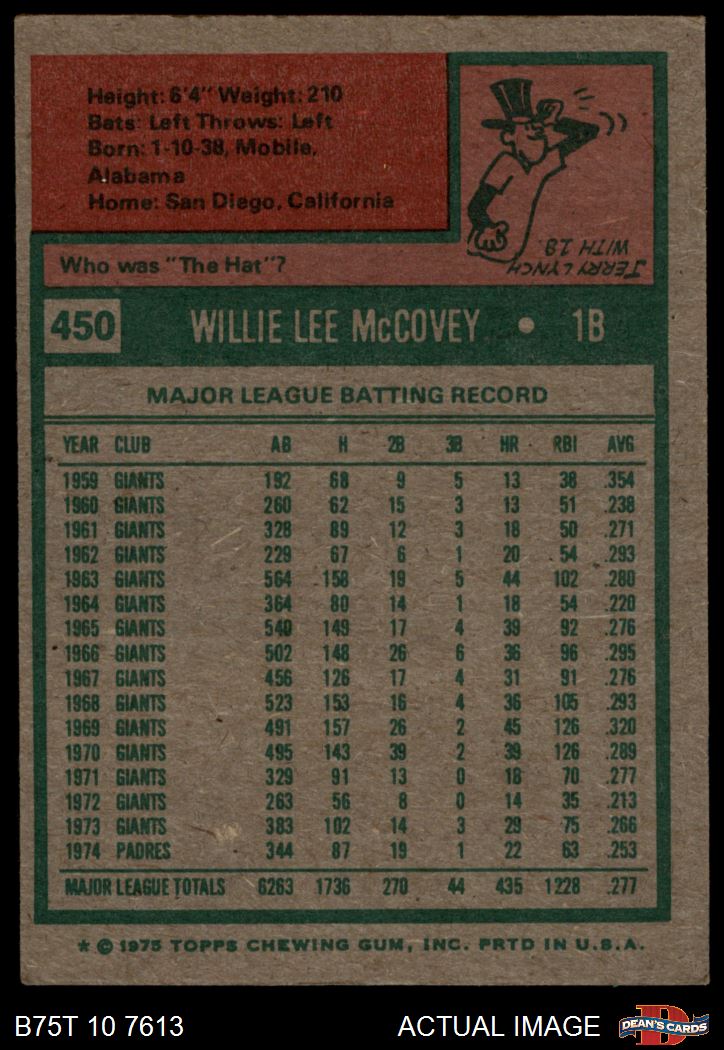 Height: 6'4" Weight: 210
Bats: Left Throws: Left
Born: 1-10-38, Mobile,
Alabama
Home: San Diego, California
Who was "The Hat"?
JERRY LYNCH
WITH 18.
450 WILLIE LEE McCOVEY • 1B
MAJOR LEAGUE BATTING RECORD
YEAR CLUB AB H 2B 3B HR RBI AVG
1959 GIANTS 192 68 9 5 13 38 .354
1960 GIANTS 260 62 15 3 13 51 .238
1961 GIANTS 328 89 12 3 18 50 .271
1962 GIANTS 229 67 6 1 20 54 .293
1963 GIANTS 564 158 19 5 44 102 .280
1964 GIANTS 364 80 14 1 18 54 .220
1965 GIANTS 540 149 17 4 39 92 .276
1966 GIANTS 502 148 26 6 36 96 .295
1967 GIANTS 456 126 17 4 31 91 .276
1968 GIANTS 523 153 16 4 36 105 .293
1969 GIANTS 491 157 26 2 45 126 .320
1970 GIANTS 495 143 39 2 39 126 .289
1971 GIANTS 329 91 13 0 18 70 .277
1972 GIANTS 263 56 8 0 14 35 .213
1973 GIANTS 383 102 14 3 29 75 .266
1974 PADRES 344 87 19 1 22 63 .253
MAJOR LEAGUE TOTALS 6263 1736 270 44 435 1228 .277
* © 1975 TOPPS CHEWING GUM, INC. PRTD IN U.S.A.
B75T 10 7613 ACTUAL IMAGE
D
DEAN'S CARDS